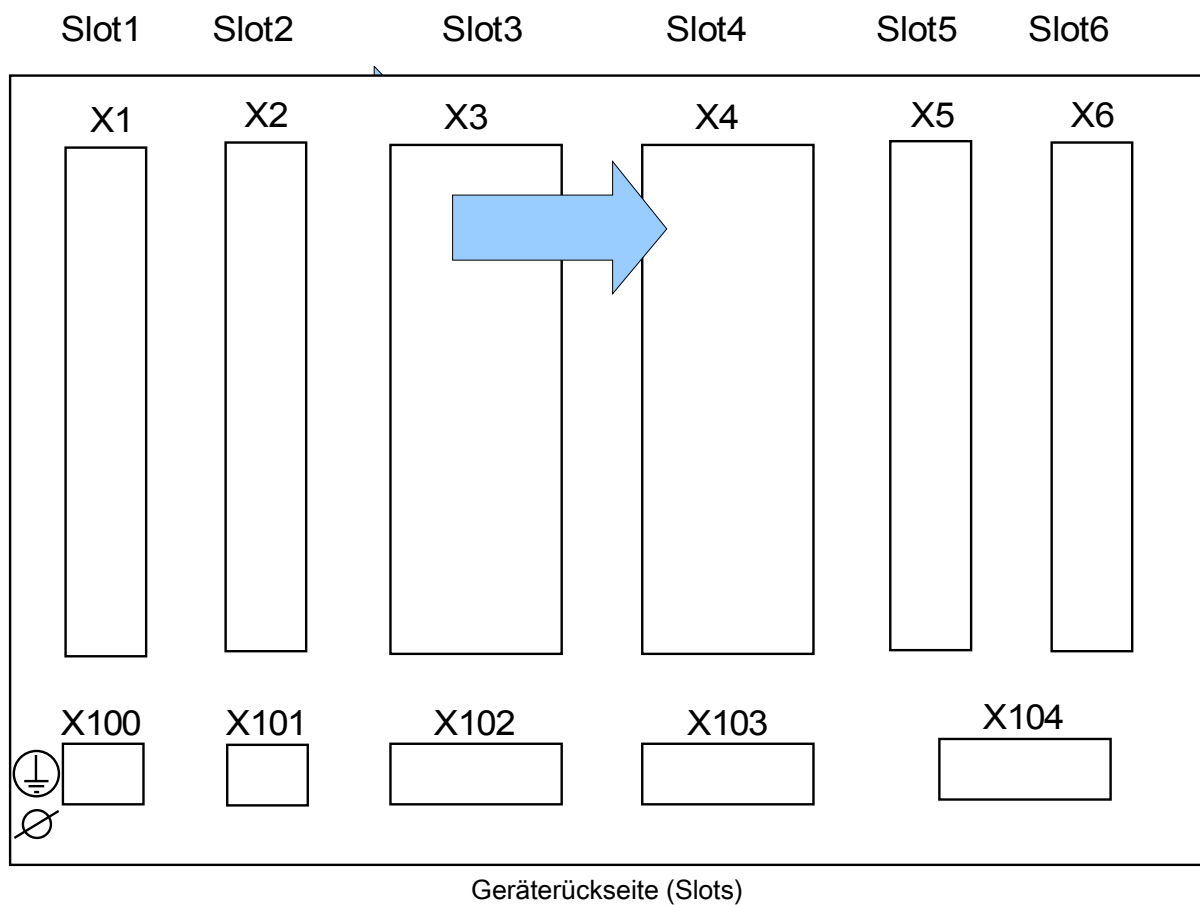 Slot1 Slot2 Slot3 Slot4 Slot5 Slot6
X1 X2 X3 X4 X5 X6
X100 X101 X102 X103 X104
Geräterückseite (Slots)